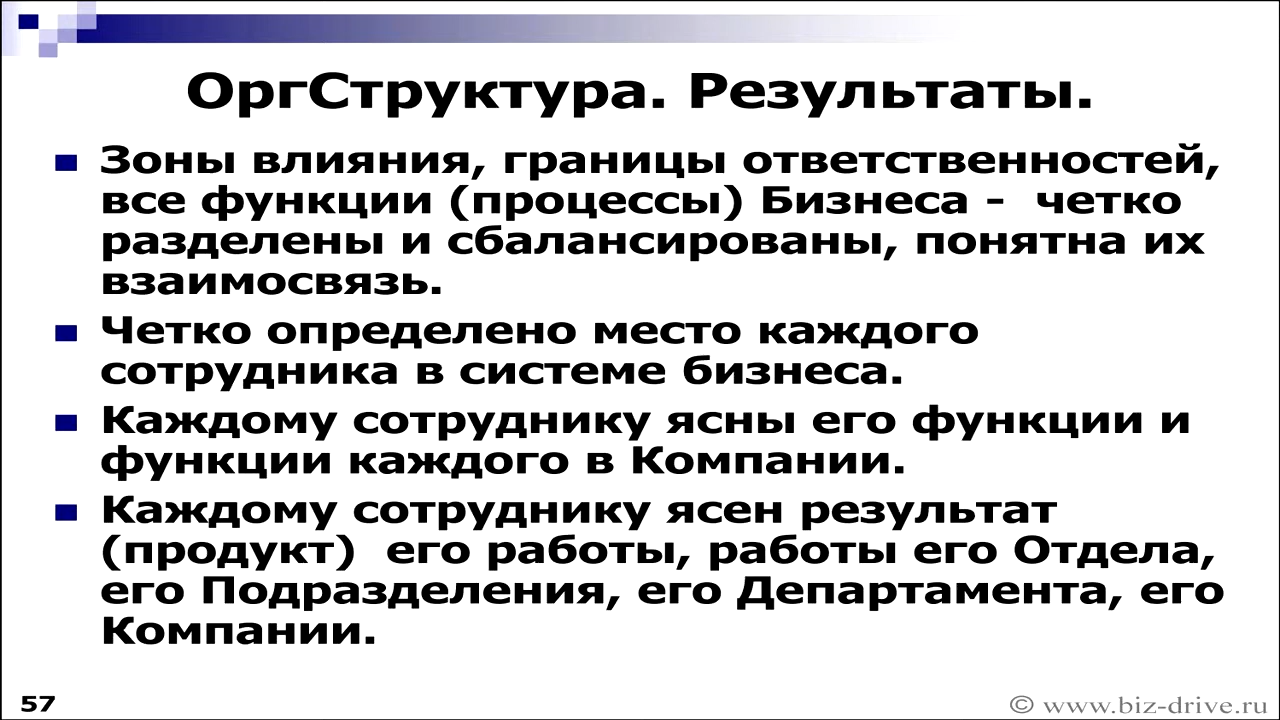 ОргСтруктура. Результаты.
Зоны влияния, границы ответственностей,
все функции (процессы) Бизнеса -  четко
разделены и сбалансированы, понятна их
взаимосвязь.
Четко определено место каждого
сотрудника в системе бизнеса.
Каждому сотруднику ясны его функции и
функции каждого в Компании.
Каждому сотруднику ясен результат
(продукт)  его работы, работы его Отдела,
его Подразделения, его Департамента, его
Компании.
57
© www.biz-drive.ru